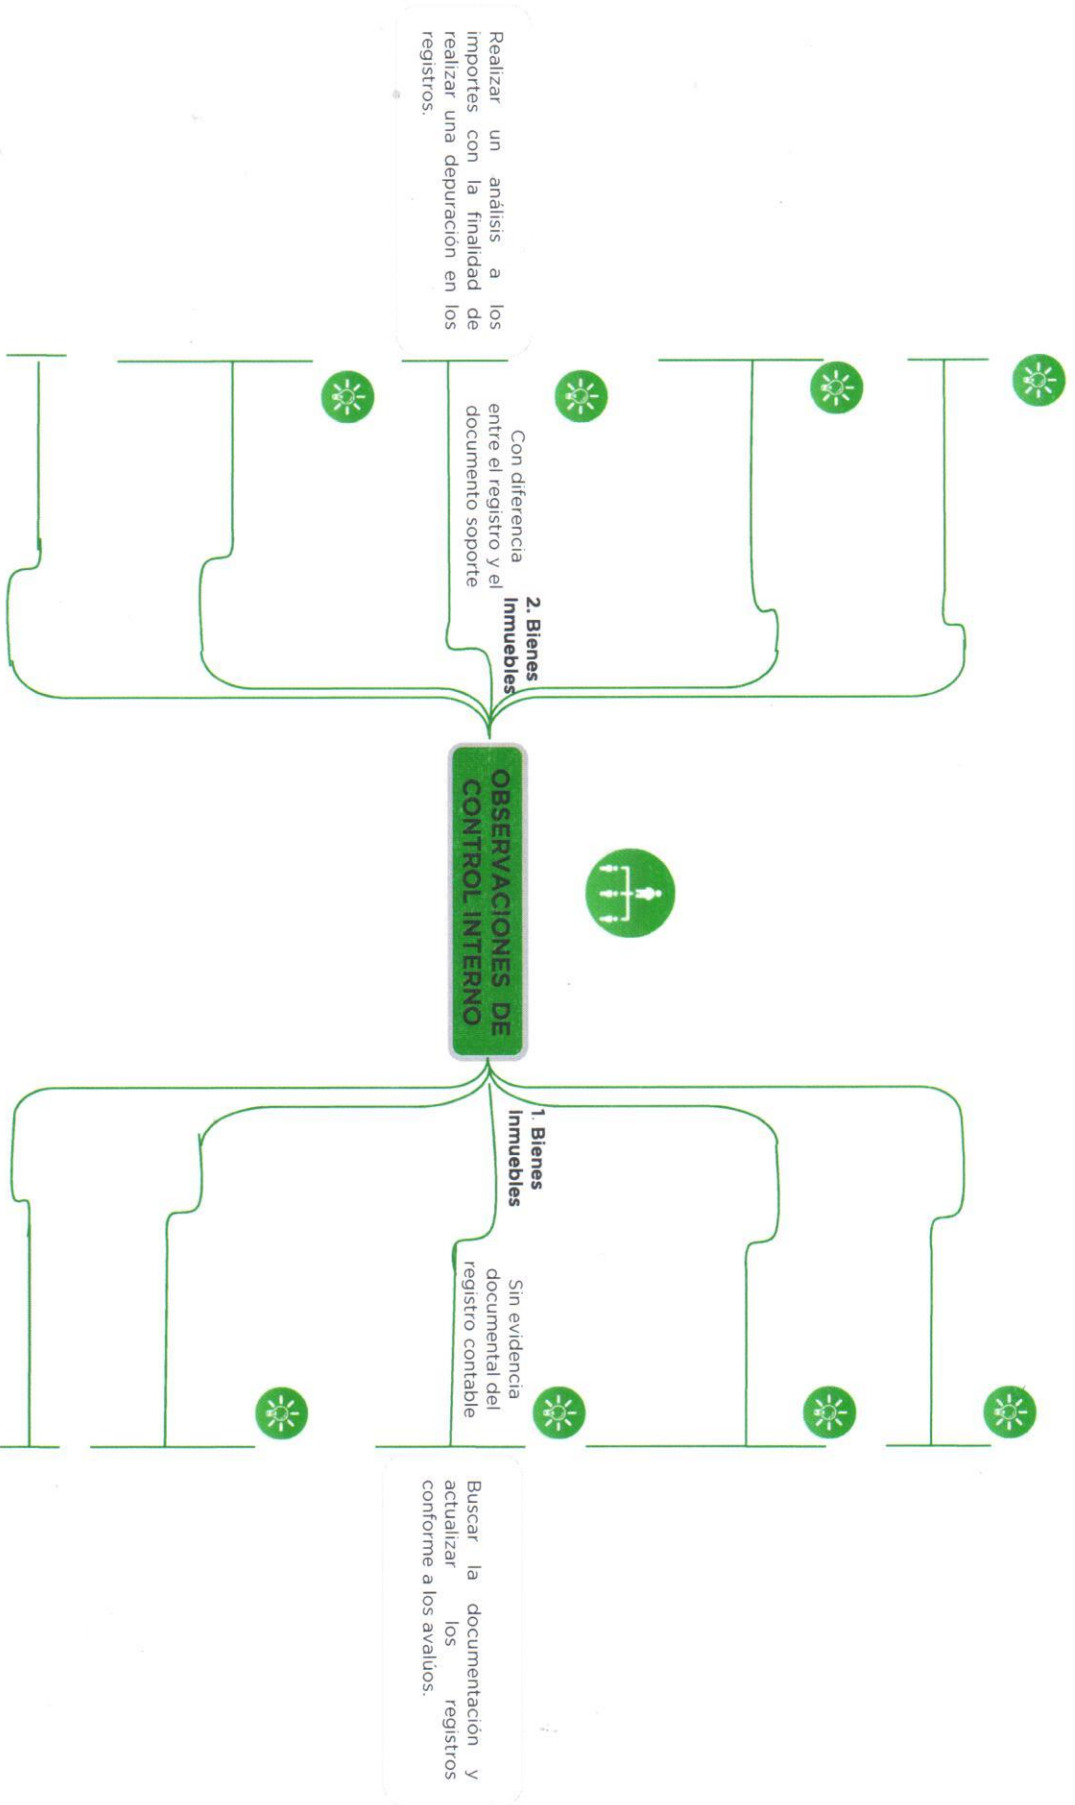 OBSERVACIONES DE
CONTROL INTERNO
1. Bienes
Inmuebles
Sin evidencia
documental del
registro contable
Buscar la documentación y
actualizar los registros
conforme a los avalúos.
2. Bienes
Inmuebles
Con diferencia
entre el registro y el
documento soporte
Realizar un análisis a los
importes con la finalidad de
realizar una depuración en los
registros.